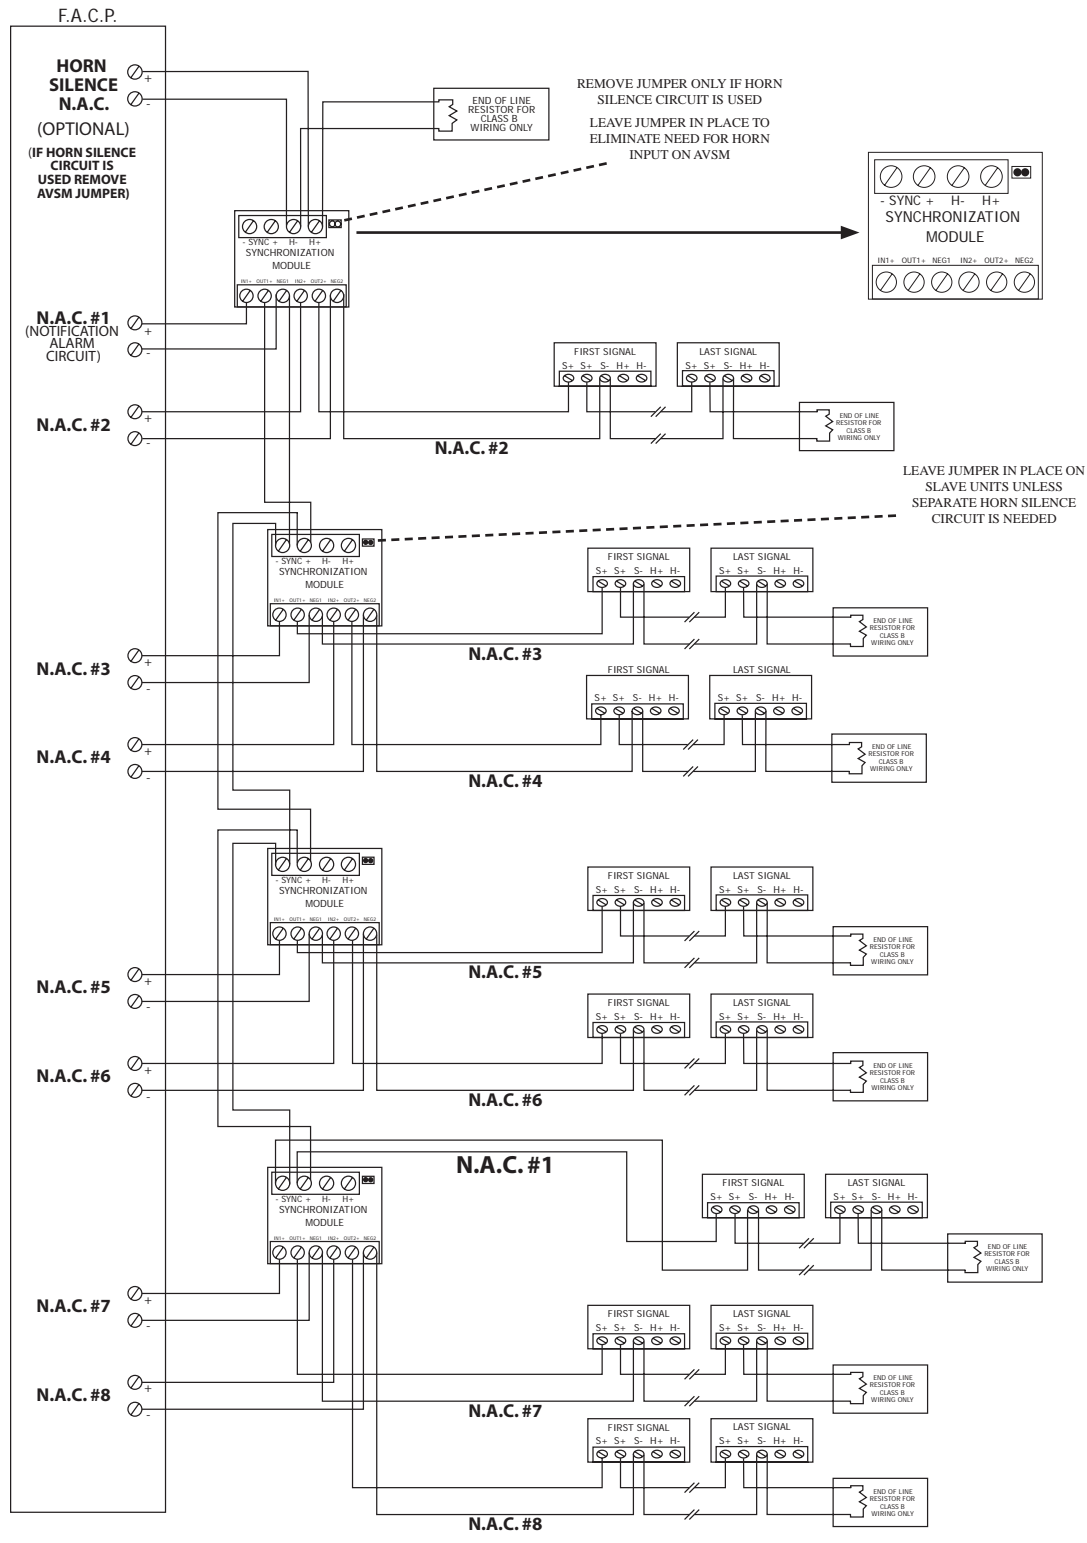 F.A.C.P.
HORN
SILENCE
N.A.C.
(OPTIONAL)
(IF HORN SILENCE
CIRCUIT IS
USED REMOVE
AVSM JUMPER)
+
-
END OF LINE
RESISTOR FOR
CLASS B
WIRING ONLY
REMOVE JUMPER ONLY IF HORN
SILENCE CIRCUIT IS USED
LEAVE JUMPER IN PLACE TO
ELIMINATE NEED FOR HORN
INPUT ON AVSM
- SYNC + H- H+
SYNCHRONIZATION
MODULE
IN1+ OUT1+ NEG1 IN2+ OUT2+ NEG2
- SYNC + H- H+
SYNCHRONIZATION
MODULE
IN1+ OUT1+ NEG1 IN2+ OUT2+ NEG2
N.A.C. #1
(NOTIFICATION
ALARM
CIRCUIT)
+
-
N.A.C. #2
+
-
FIRST SIGNAL
S+ S+ S- H+ H-
LAST SIGNAL
S+ S+ S- H+ H-
END OF LINE
RESISTOR FOR
CLASS B
WIRING ONLY
N.A.C. #2
LEAVE JUMPER IN PLACE ON
SLAVE UNITS UNLESS
SEPARATE HORN SILENCE
CIRCUIT IS NEEDED
- SYNC + H- H+
SYNCHRONIZATION
MODULE
IN1+ OUT1+ NEG1 IN2+ OUT2+ NEG2
N.A.C. #3
+
-
FIRST SIGNAL
S+ S+ S- H+ H-
LAST SIGNAL
S+ S+ S- H+ H-
END OF LINE
RESISTOR FOR
CLASS B
WIRING ONLY
N.A.C. #3
N.A.C. #4
+
-
FIRST SIGNAL
S+ S+ S- H+ H-
LAST SIGNAL
S+ S+ S- H+ H-
END OF LINE
RESISTOR FOR
CLASS B
WIRING ONLY
N.A.C. #4
- SYNC + H- H+
SYNCHRONIZATION
MODULE
IN1+ OUT1+ NEG1 IN2+ OUT2+ NEG2
N.A.C. #5
+
-
FIRST SIGNAL
S+ S+ S- H+ H-
LAST SIGNAL
S+ S+ S- H+ H-
END OF LINE
RESISTOR FOR
CLASS B
WIRING ONLY
N.A.C. #5
N.A.C. #6
+
-
FIRST SIGNAL
S+ S+ S- H+ H-
LAST SIGNAL
S+ S+ S- H+ H-
END OF LINE
RESISTOR FOR
CLASS B
WIRING ONLY
N.A.C. #6
N.A.C. #1
- SYNC + H- H+
SYNCHRONIZATION
MODULE
IN1+ OUT1+ NEG1 IN2+ OUT2+ NEG2
FIRST SIGNAL
S+ S+ S- H+ H-
LAST SIGNAL
S+ S+ S- H+ H-
END OF LINE
RESISTOR FOR
CLASS B
WIRING ONLY
N.A.C. #7
+
-
FIRST SIGNAL
S+ S+ S- H+ H-
LAST SIGNAL
S+ S+ S- H+ H-
END OF LINE
RESISTOR FOR
CLASS B
WIRING ONLY
N.A.C. #7
N.A.C. #8
+
-
FIRST SIGNAL
S+ S+ S- H+ H-
LAST SIGNAL
S+ S+ S- H+ H-
END OF LINE
RESISTOR FOR
CLASS B
WIRING ONLY
N.A.C. #8